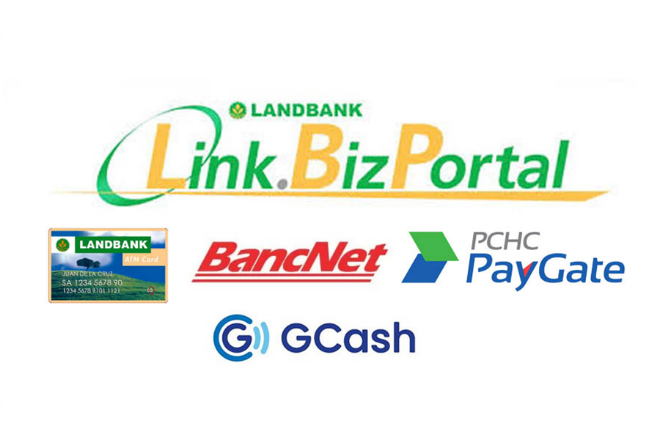 LANDBANK
Link.BizPortal
LANDBANK
ATM Card
JUAN DE LA CRUZ
SA 1234 5678 90
1234 5678 9101 1121
BancNet
PCHC
PayGate
G GCash